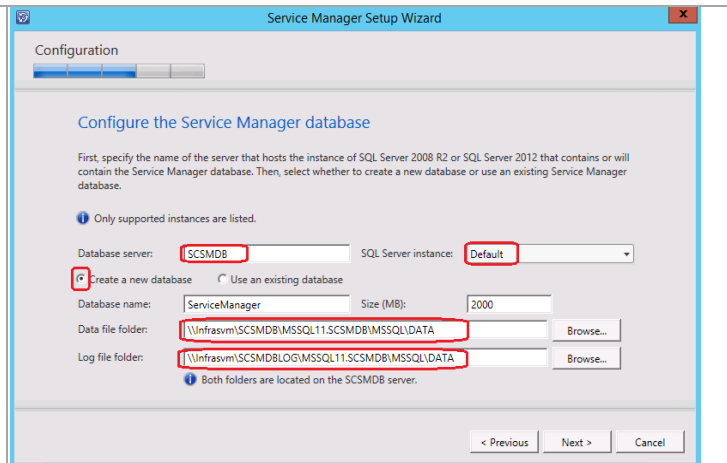 Service Manager Setup Wizard
x
Configuration
Configure the Service Manager database
First, specify the name of the server that hosts the instance of SQL Server 2008 R2 or SQL Server 2012 that contains or will
contain the Service Manager database. Then, select whether to create a new database or use an existing Service Manager
database.
Only supported instances are listed.
Database server: SCSMDB SQL Server instance: Default
Create a new database Use an existing database
Database name: ServiceManager Size (MB): 2000
Data file folder: \\Infrasvm\SCSMDB\MSSQL11.SCSMDB\MSSQL\DATA Browse...
Log file folder: \\Infrasvm\SCSMDBLOG\MSSQL11.SCSMDB\MSSQL\DATA Browse...
Both folders are located on the SCSMDB server.
< Previous Next > Cancel